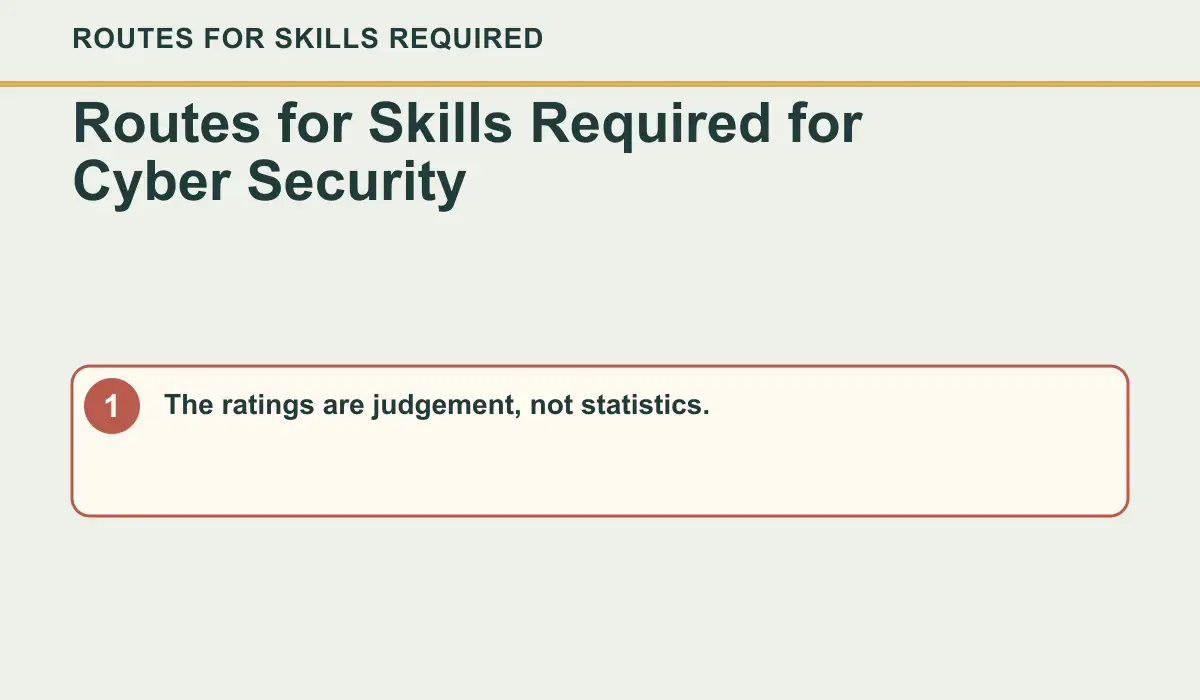 ROUTES FOR SKILLS REQUIRED
Routes for Skills Required for
Cyber Security
1
The ratings are judgement, not statistics.